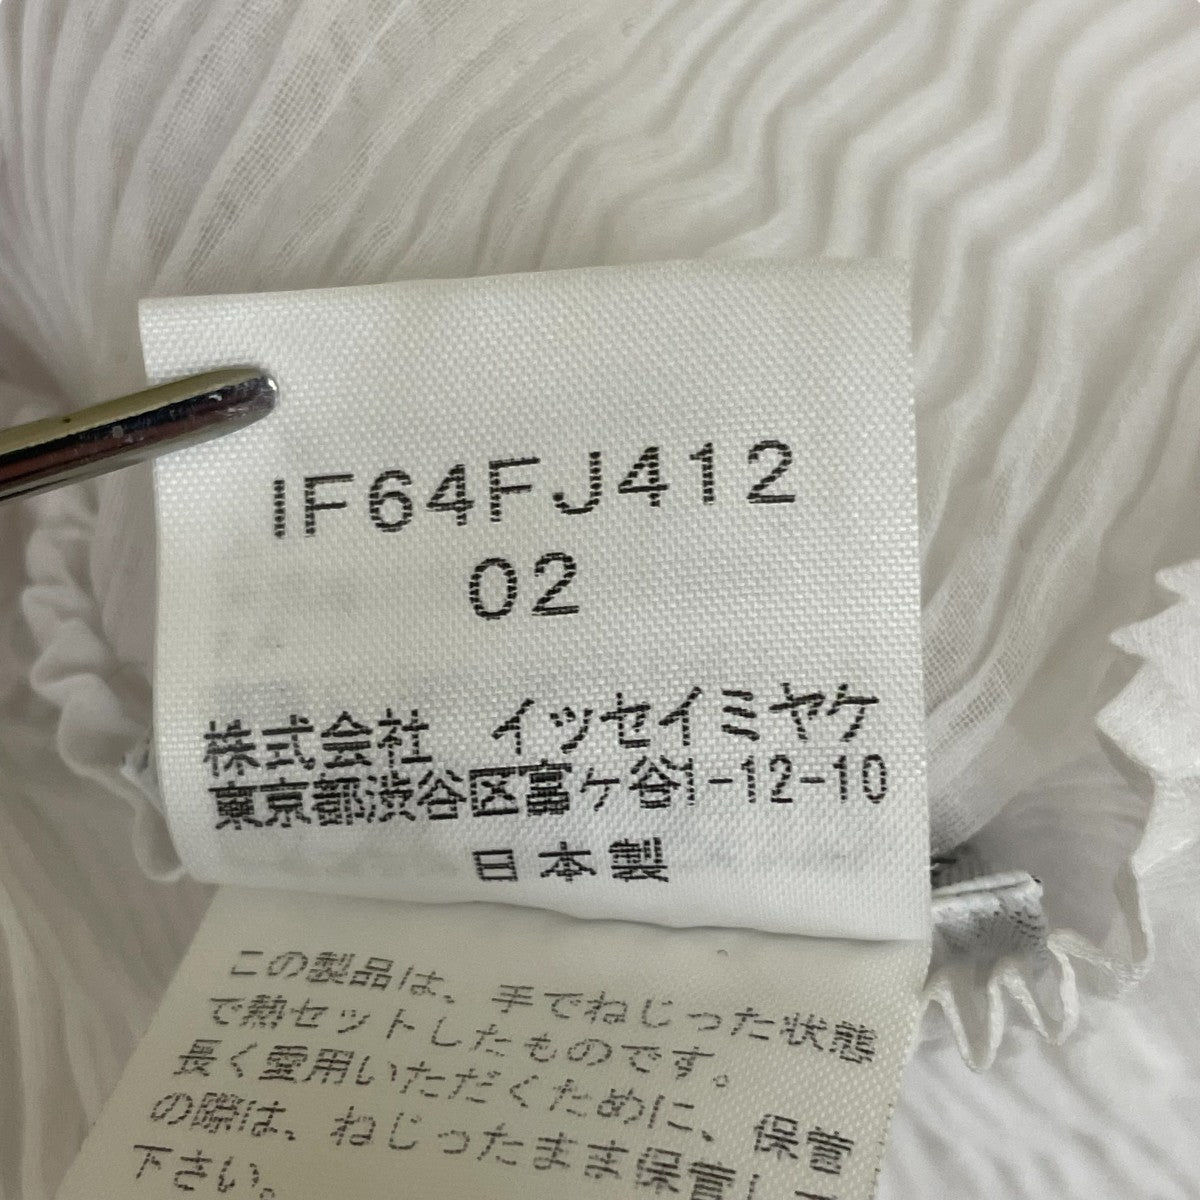 IF64FJ412
02
株式会社 イッセイミヤケ
東京都渋谷区富ケ谷1-12-10
日本製
この製品は、手でねじった状態
で熱セットしたものです。
長く愛用いただくために、保管
の際は、ねじったまま保管し
下さい。